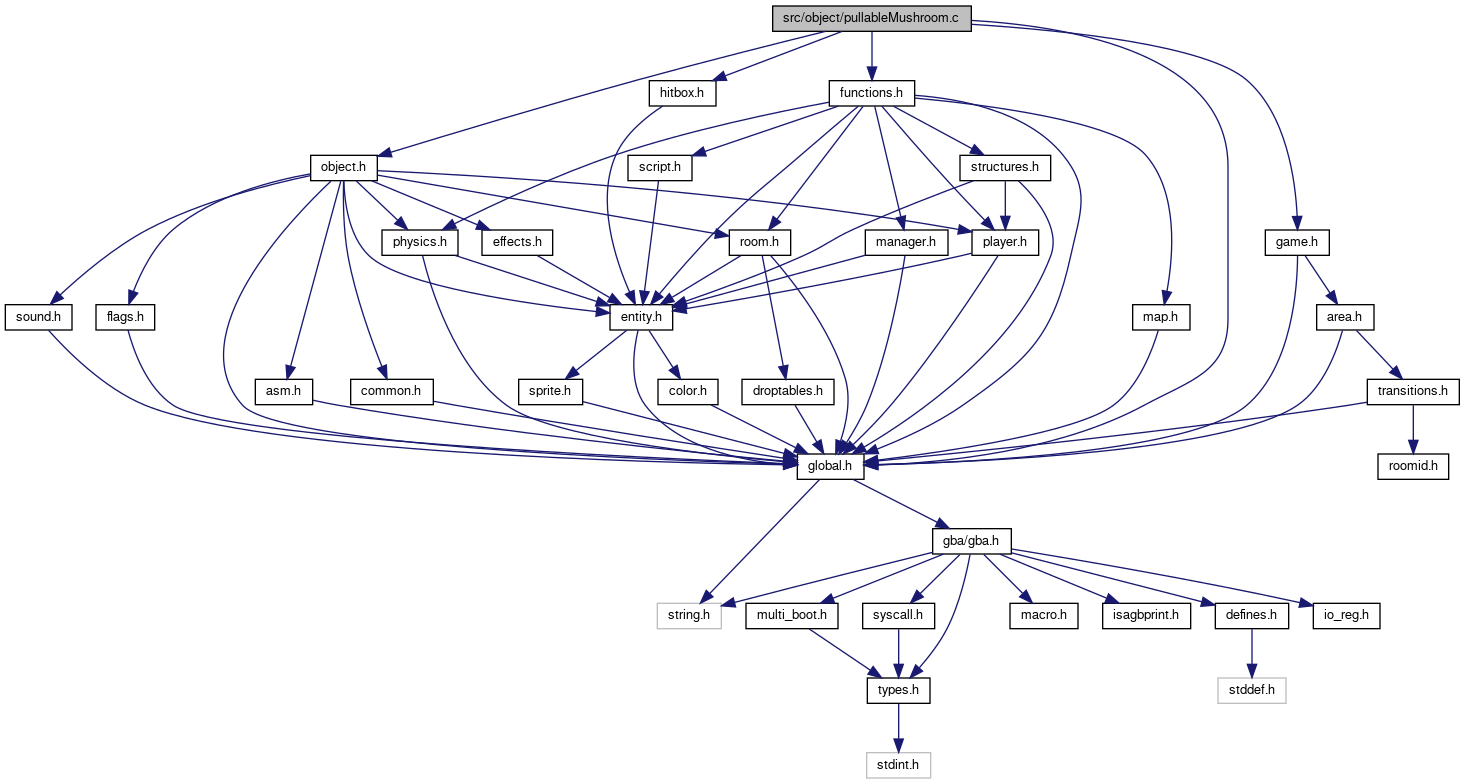 src/object/pullableMushroom.c
hitbox.h
functions.h
object.h
script.h
structures.h
physics.h
effects.h
room.h
manager.h
player.h
game.h
sound.h
flags.h
entity.h
map.h
area.h
asm.h
common.h
sprite.h
color.h
droptables.h
transitions.h
global.h
roomid.h
gba/gba.h
string.h
multi_boot.h
syscall.h
macro.h
isagbprint.h
defines.h
io_reg.h
types.h
stddef.h
stdint.h